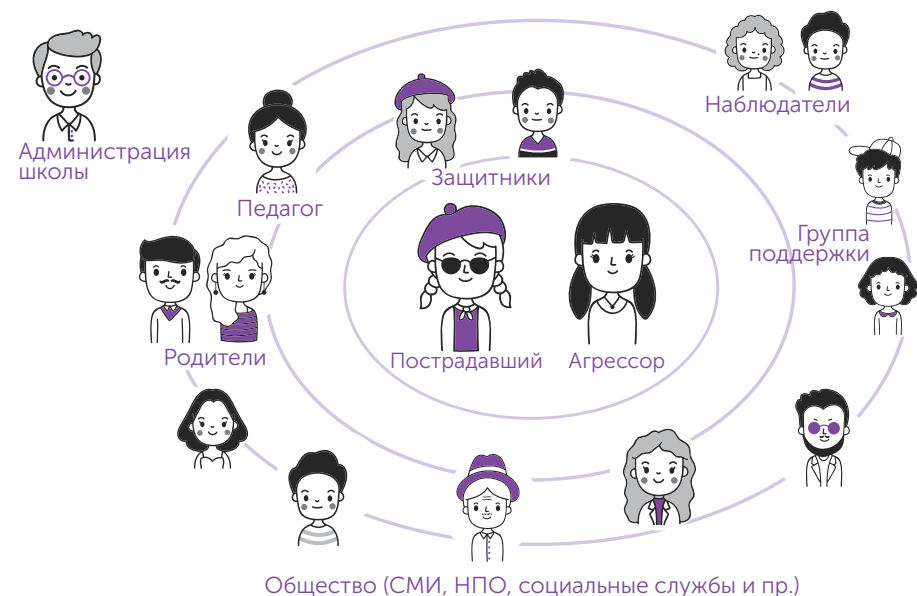 Наблюдатели
Администрация
школы
Защитники
Педагог
Группа
поддержки
Родители
Пострадавший
Агрессор
Общество (СМИ, НПО, социальные службы и пр.)